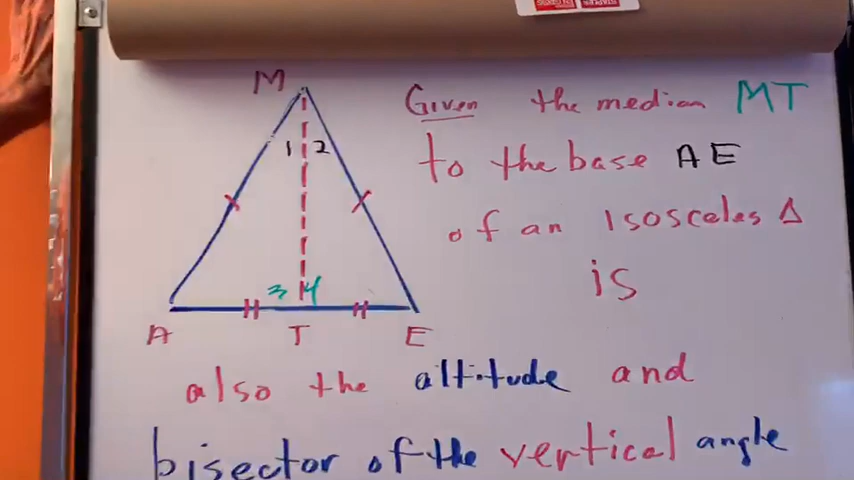 M
Given the median MT
1 2
to the base AE
of an isosceles Δ
is
3 4
A T E
also the altitude and
bisector of the vertical angle